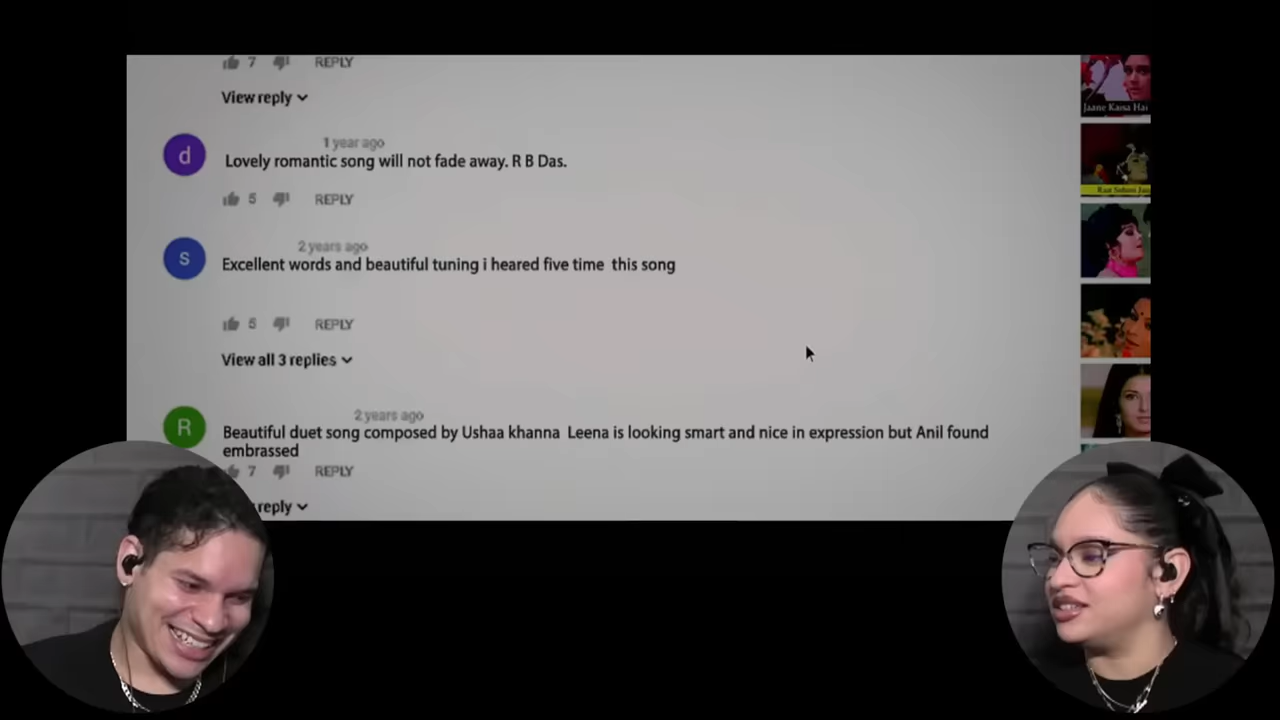 7 REPLY
View reply
d
1 year ago
Lovely romantic song will not fade away. R B Das.
5 REPLY
S
2 years ago
Excellent words and beautiful tuning i heared five time this song
5 REPLY
View all 3 replies
R
2 years ago
Beautiful duet song composed by Ushaa khanna Leena is looking smart and nice in expression but Anil found
embrassed
7 REPLY
reply
Jaane Kaisa Hai
Raat Suhani Jaa